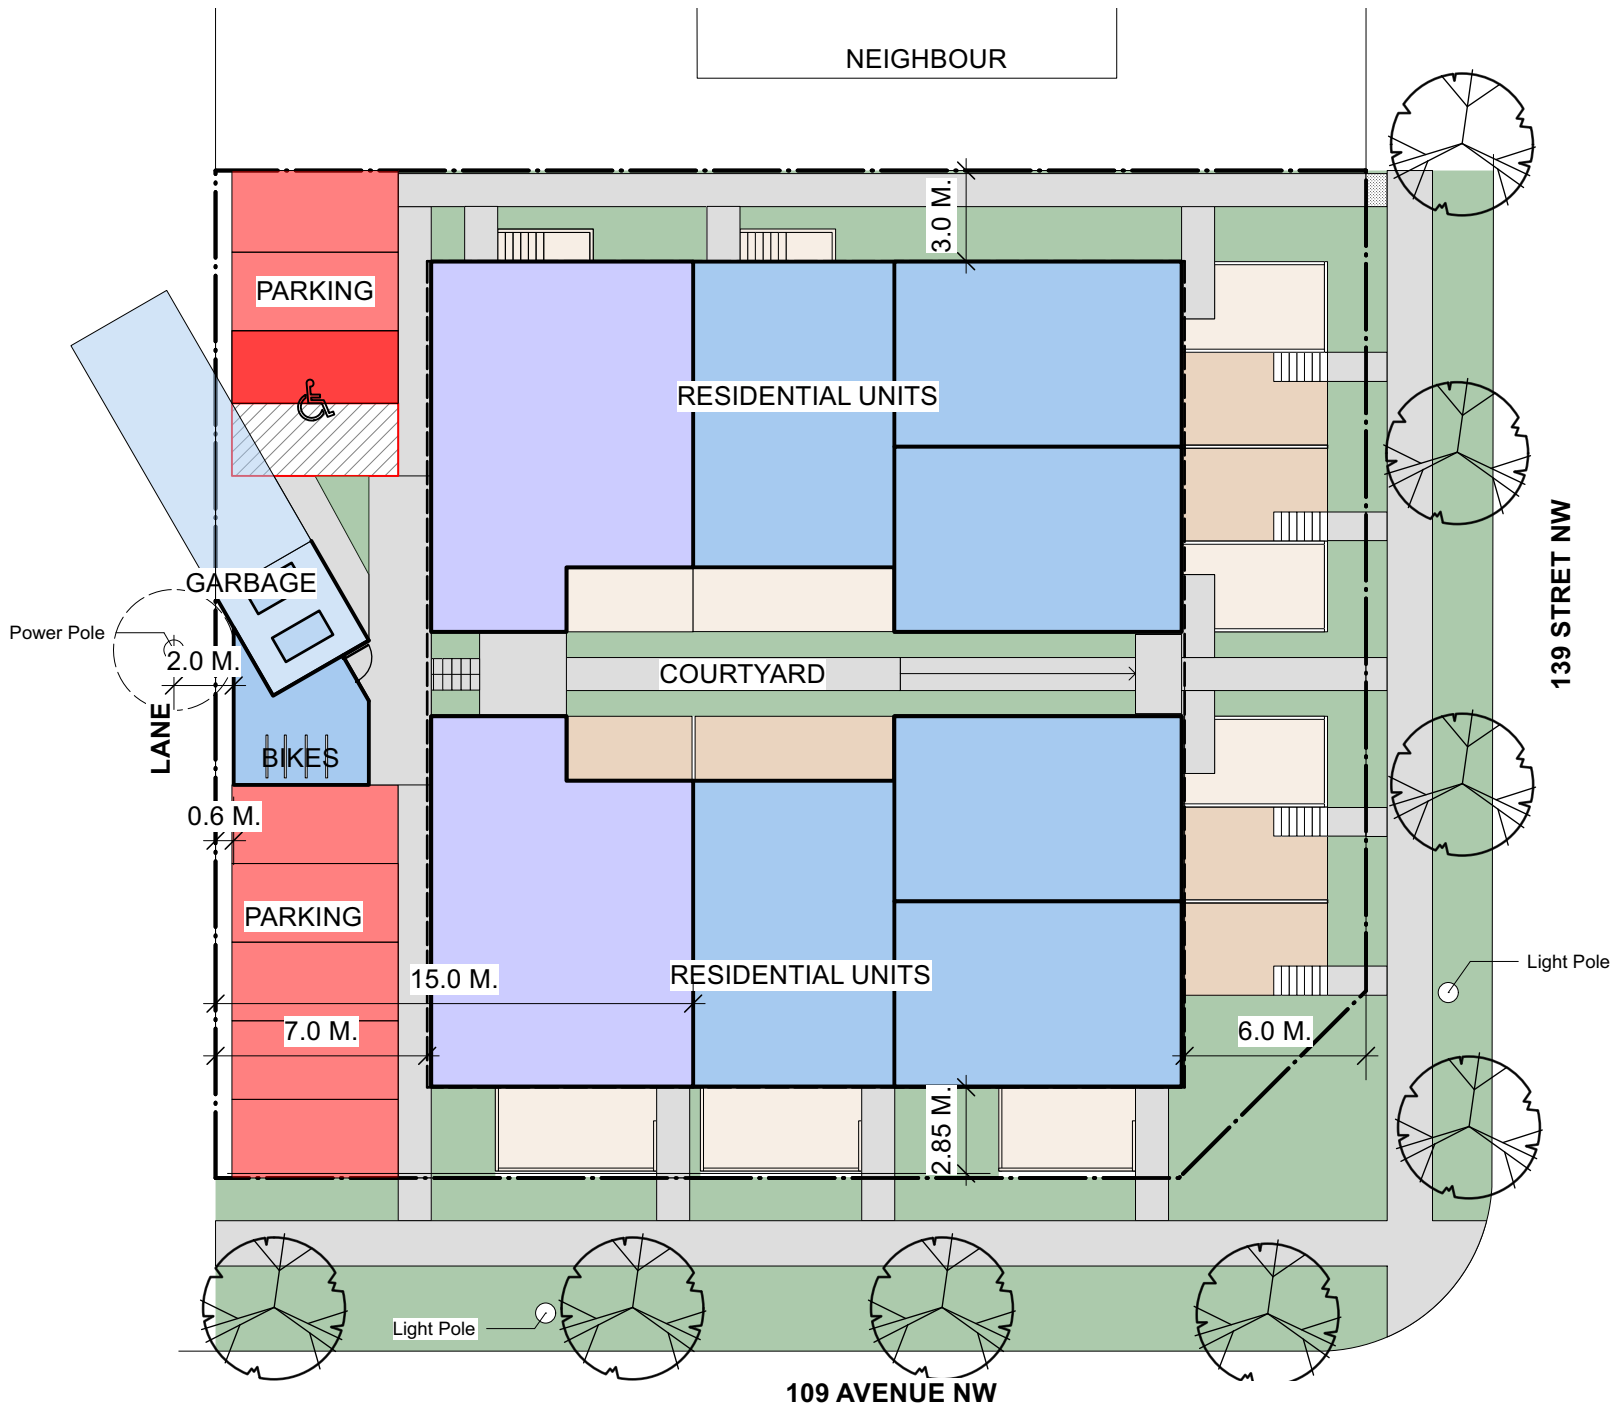 NEIGHBOUR
3.0 M.
PARKING
RESIDENTIAL UNITS
GARBAGE
Power Pole
2.0 M.
COURTYARD
139 STRET NW
LANE
BIKES
0.6 M.
PARKING
15.0 M.
RESIDENTIAL UNITS
Light Pole
7.0 M.
6.0 M.
2.85 M.
Light Pole
109 AVENUE NW